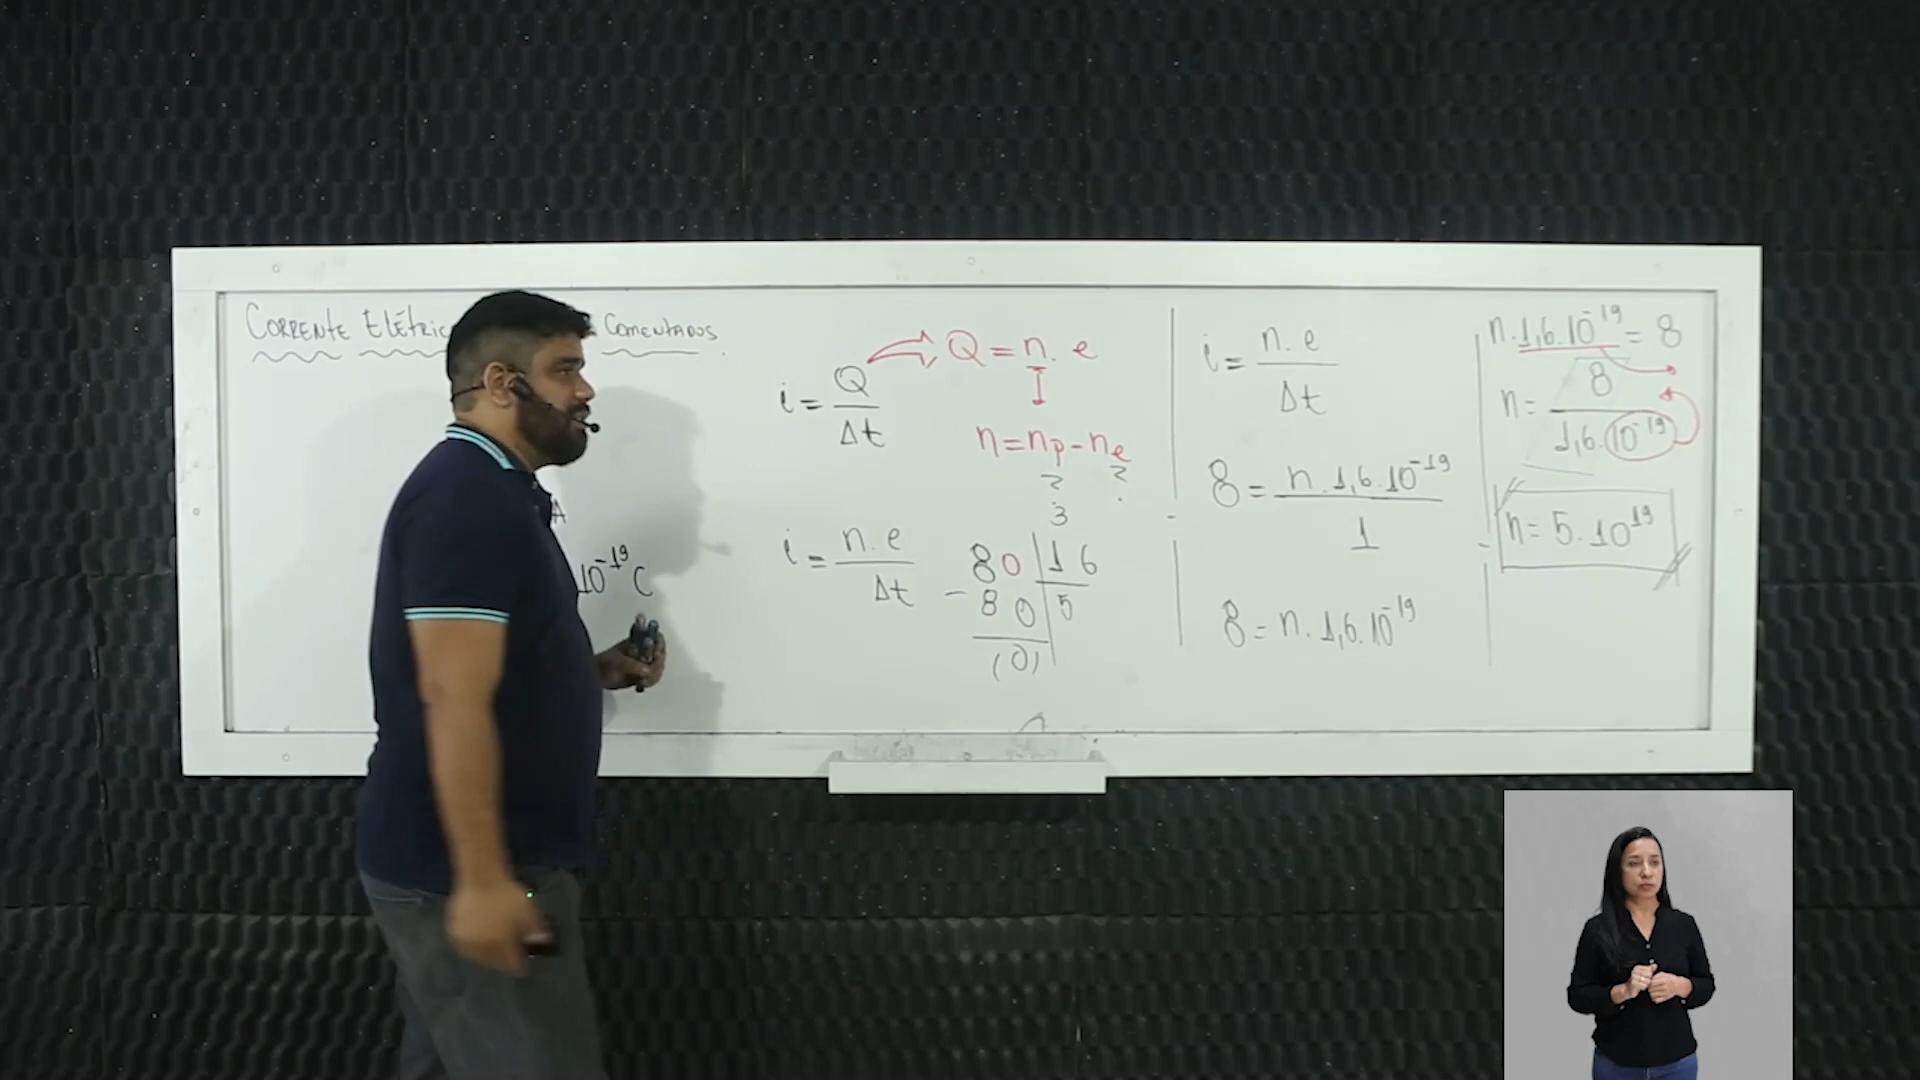 CORRENTE ELÉTRIC COMENTADOS
A
10⁻¹⁹ C
i = Q / Δt
Q = n . e
n = np - ne
? ?
3
i = n . e / Δt
80 | 16
- 80 | 5
(0)
i = n . e / Δt
8 = n . 1,6 . 10⁻¹⁹ / 1
8 = n . 1,6 . 10⁻¹⁹
n . 1,6 . 10⁻¹⁹ = 8
n = 8 / 1,6 . 10⁻¹⁹
n = 5 . 10¹⁹